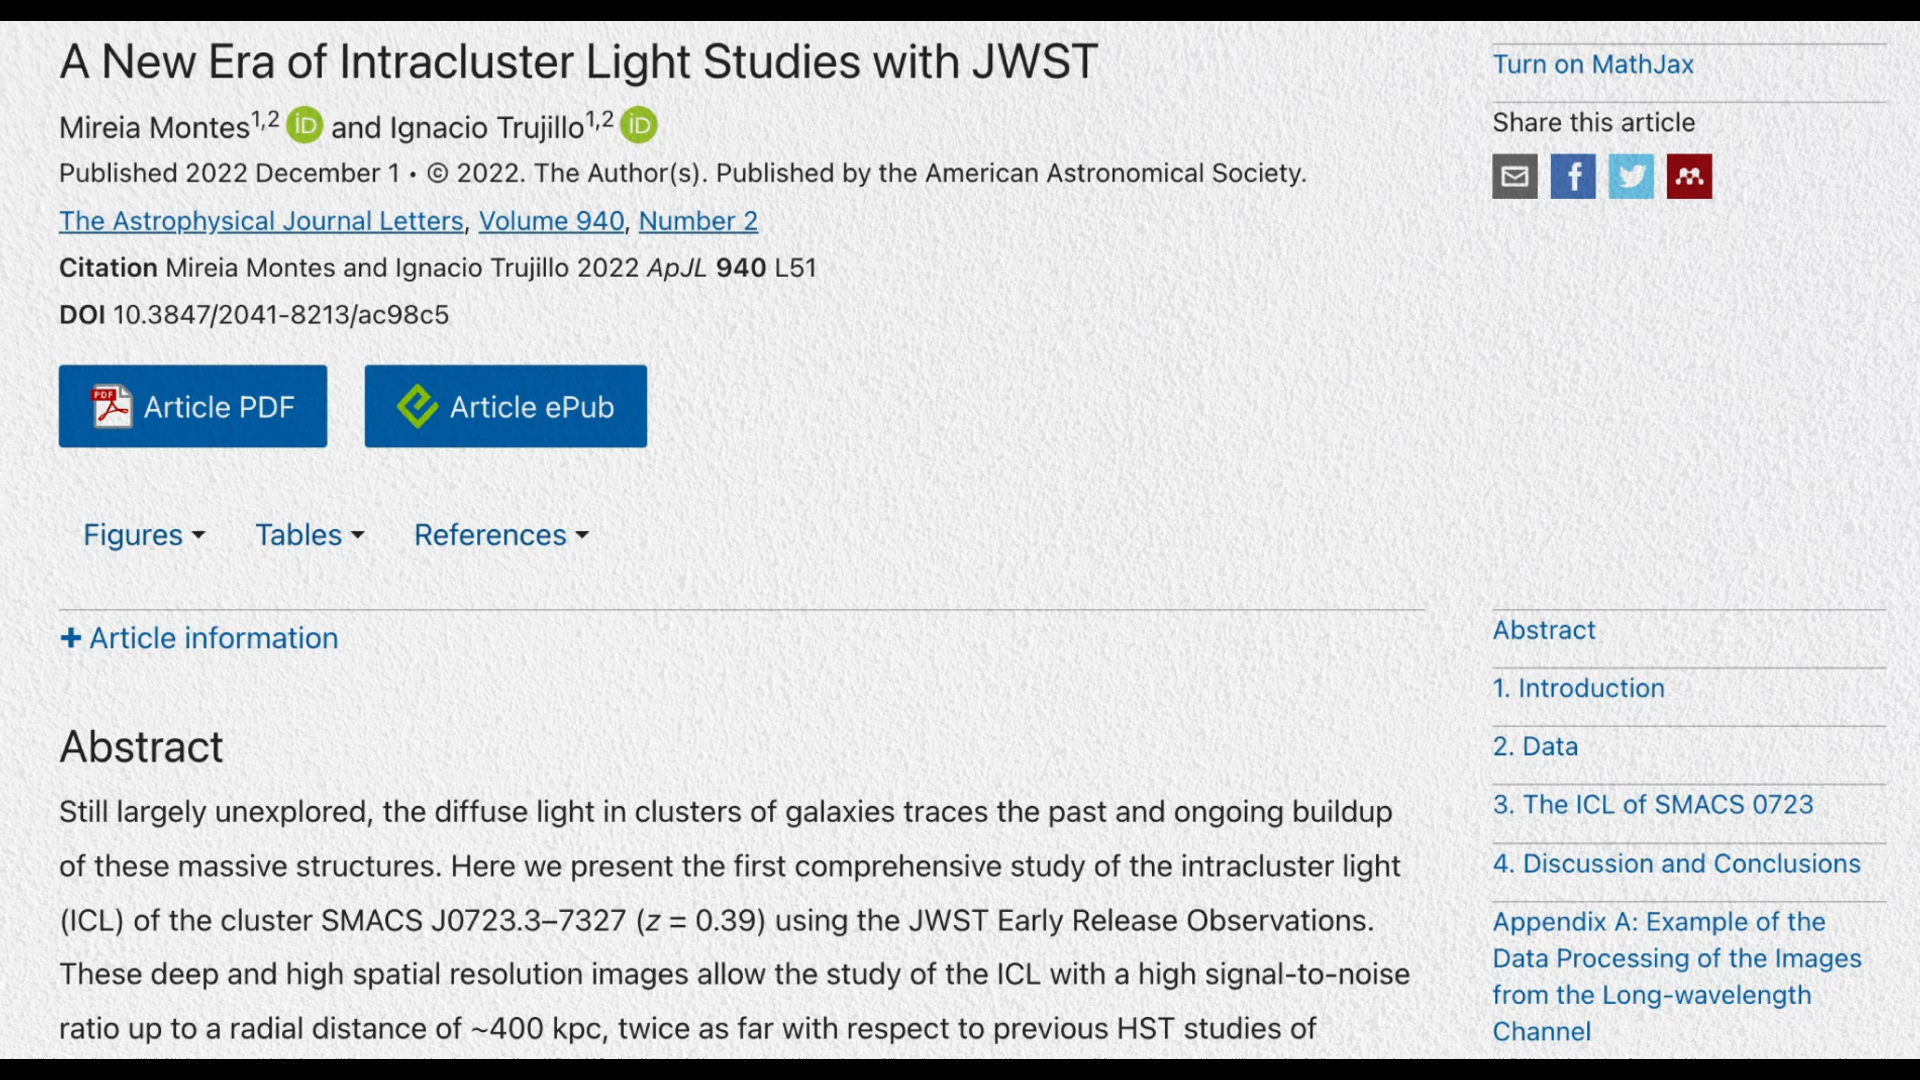 A New Era of Intracluster Light Studies with JWST
Mireia Montes1,2 iD and Ignacio Trujillo1,2 iD
Published 2022 December 1 • © 2022. The Author(s). Published by the American Astronomical Society.
The Astrophysical Journal Letters, Volume 940, Number 2
Citation Mireia Montes and Ignacio Trujillo 2022 ApJL 940 L51
DOI 10.3847/2041-8213/ac98c5
PDF Article PDF
Article ePub
Figures
Tables
References
+ Article information
Abstract
Still largely unexplored, the diffuse light in clusters of galaxies traces the past and ongoing buildup
of these massive structures. Here we present the first comprehensive study of the intracluster light
(ICL) of the cluster SMACS J0723.3–7327 (z = 0.39) using the JWST Early Release Observations.
These deep and high spatial resolution images allow the study of the ICL with a high signal-to-noise
ratio up to a radial distance of ~400 kpc, twice as far with respect to previous HST studies of
Turn on MathJax
Share this article
Abstract
1. Introduction
2. Data
3. The ICL of SMACS 0723
4. Discussion and Conclusions
Appendix A: Example of the
Data Processing of the Images
from the Long-wavelength
Channel